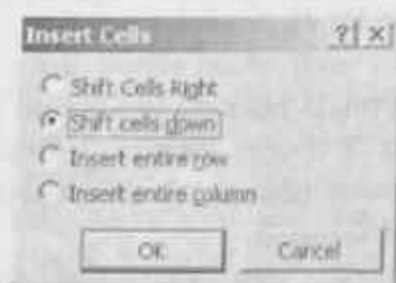 Insert Cells ? X
Shift Cells Right
Shift cells down
Insert entire row
Insert entire column
OK Cancel